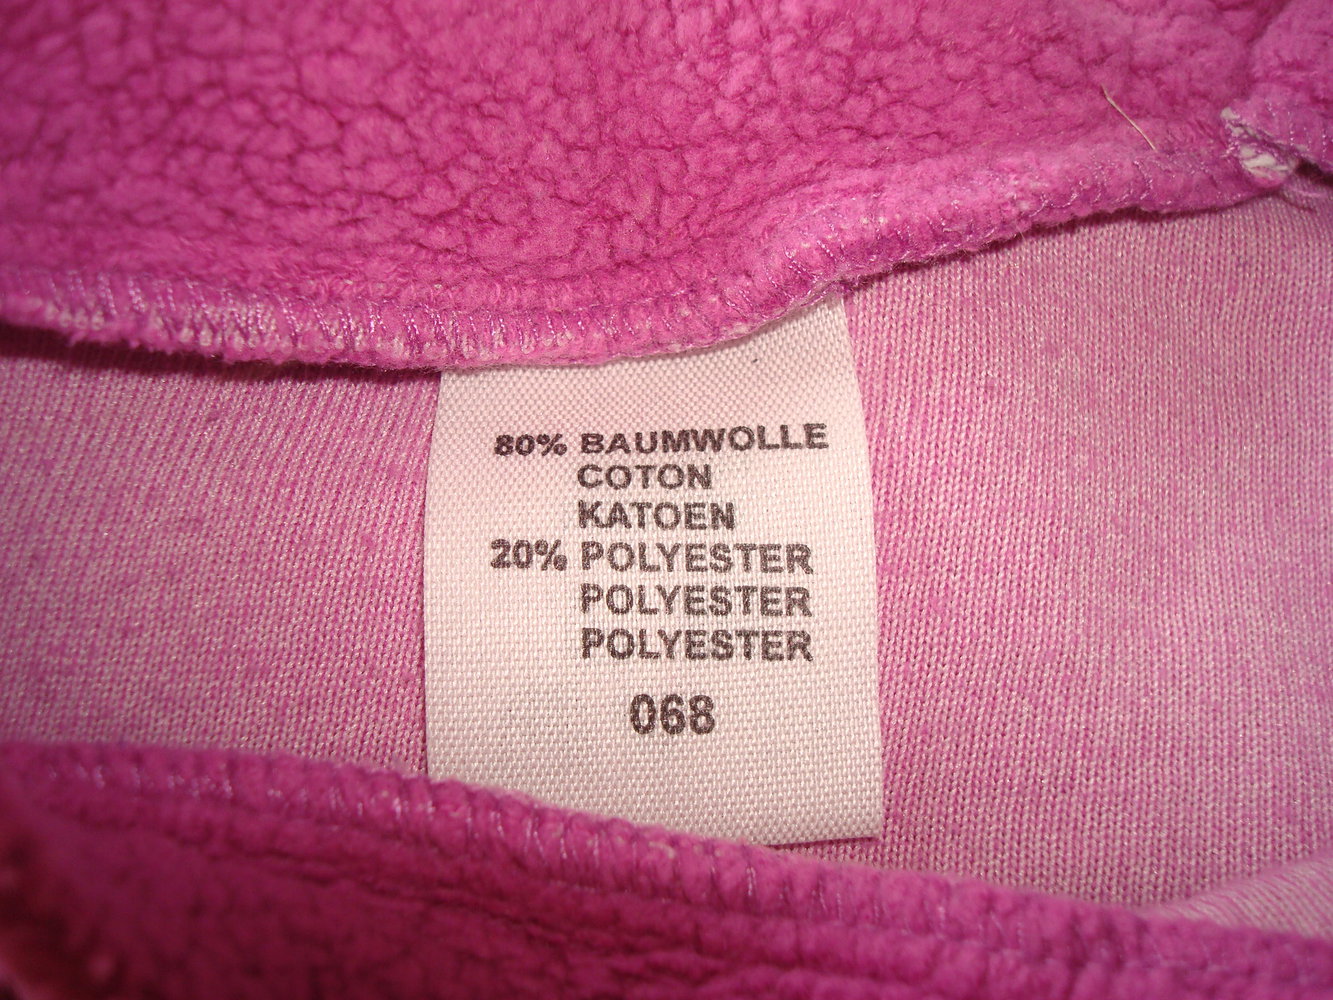 80% BAUMWOLLE
COTON
KATOEN
20% POLYESTER
POLYESTER
POLYESTER
068